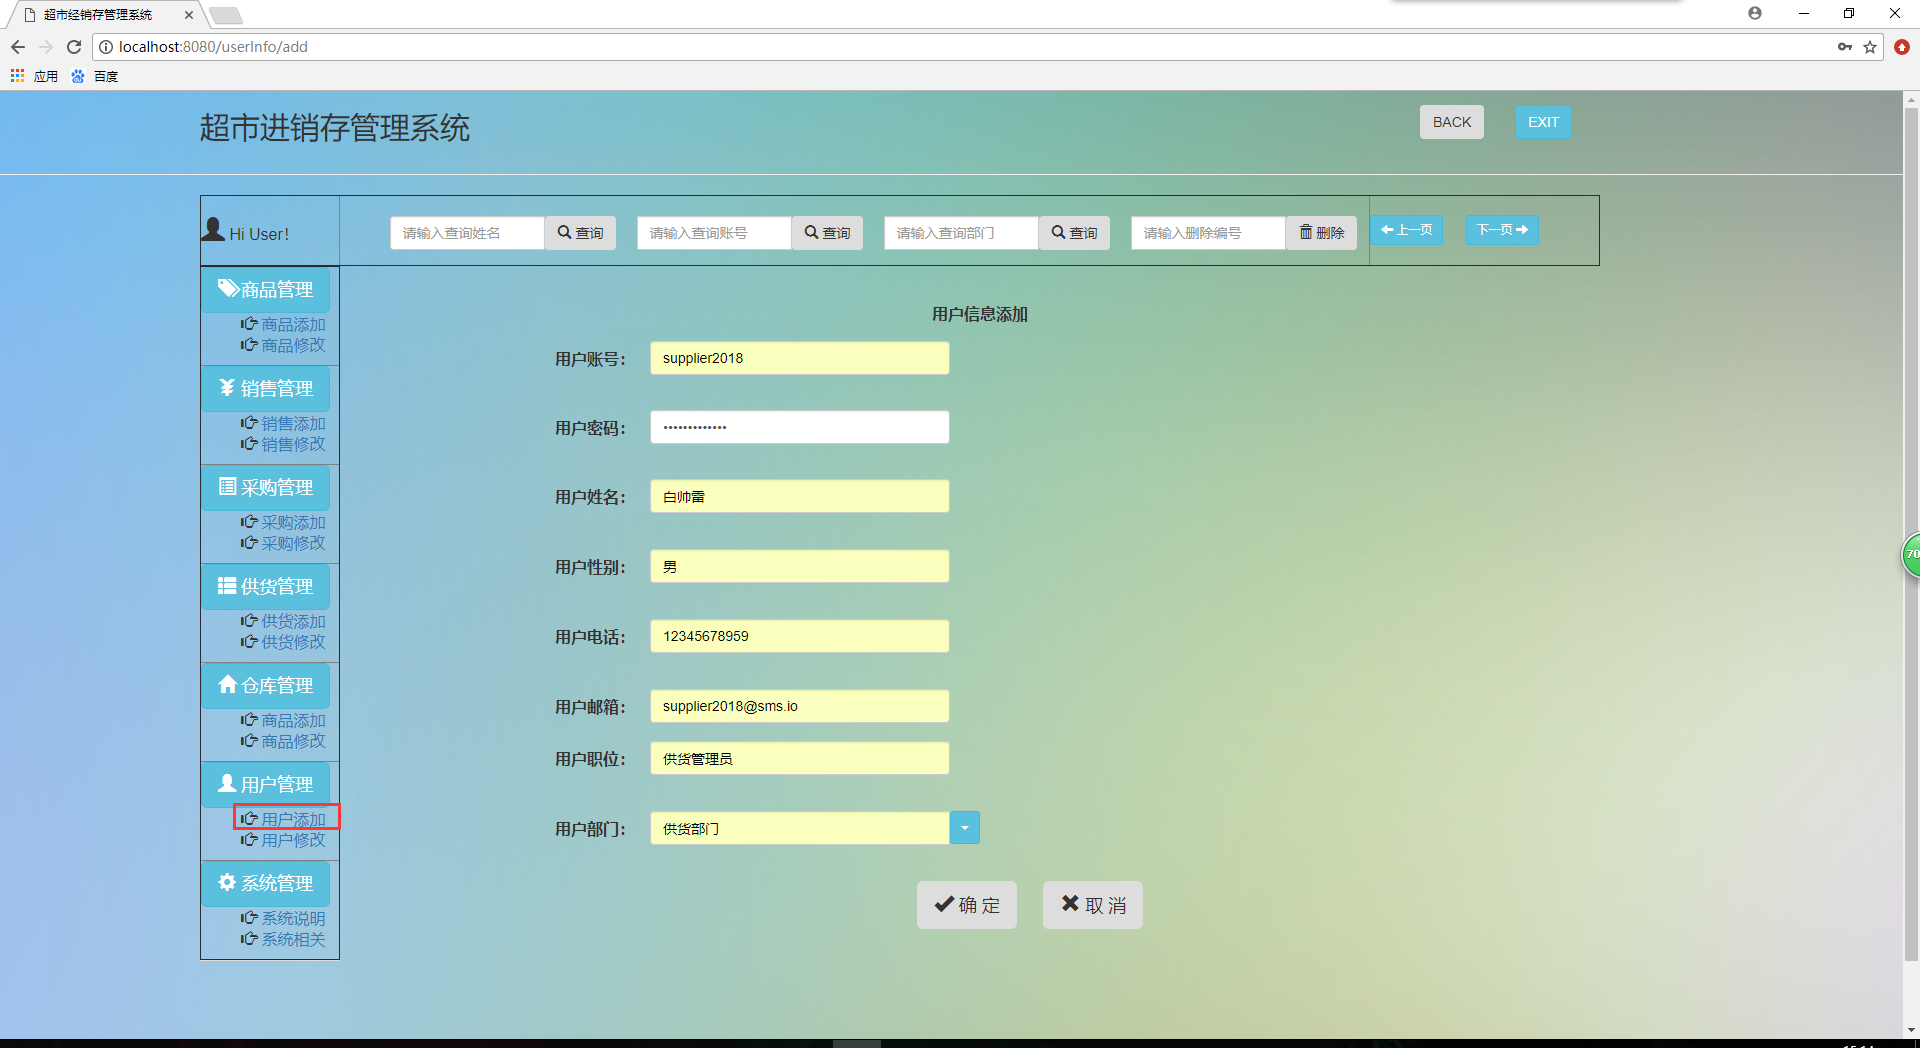 超市经销存管理系统
localhost:8080/userInfo/add
应用 百度
超市进销存管理系统
BACK
EXIT
Hi User!
请输入查询姓名 查询
请输入查询账号 查询
请输入查询部门 查询
请输入删除编号 删除
上一页
下一页
商品管理
商品添加
商品修改
销售管理
销售添加
销售修改
采购管理
采购添加
采购修改
供货管理
供货添加
供货修改
仓库管理
商品添加
商品修改
用户管理
用户添加
用户修改
系统管理
系统说明
系统相关
用户信息添加
用户账号： supplier2018
用户密码： •••••••••••••
用户姓名： 白帅雷
用户性别： 男
用户电话： 12345678959
用户邮箱： supplier2018@sms.io
用户职位： 供货管理员
用户部门： 供货部门
确 定
取 消
70